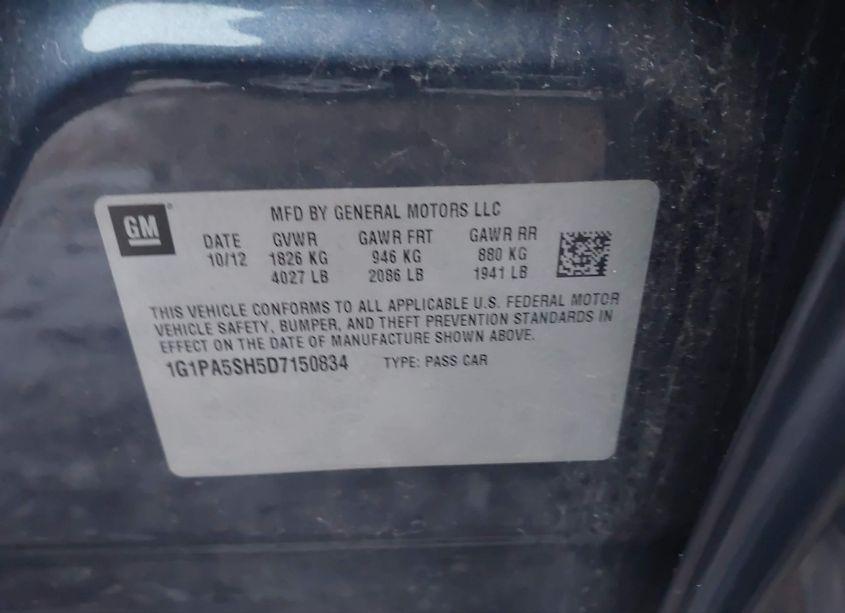 GM
MFD BY GENERAL MOTORS LLC
DATE GVWR GAWR FRT GAWR RR
10/12 1826 KG 946 KG 880 KG
4027 LB 2086 LB 1941 LB
THIS VEHICLE CONFORMS TO ALL APPLICABLE U.S. FEDERAL MOTOR
VEHICLE SAFETY, BUMPER, AND THEFT PREVENTION STANDARDS IN
EFFECT ON THE DATE OF MANUFACTURE SHOWN ABOVE.
1G1PA5SH5D7150834 TYPE: PASS CAR